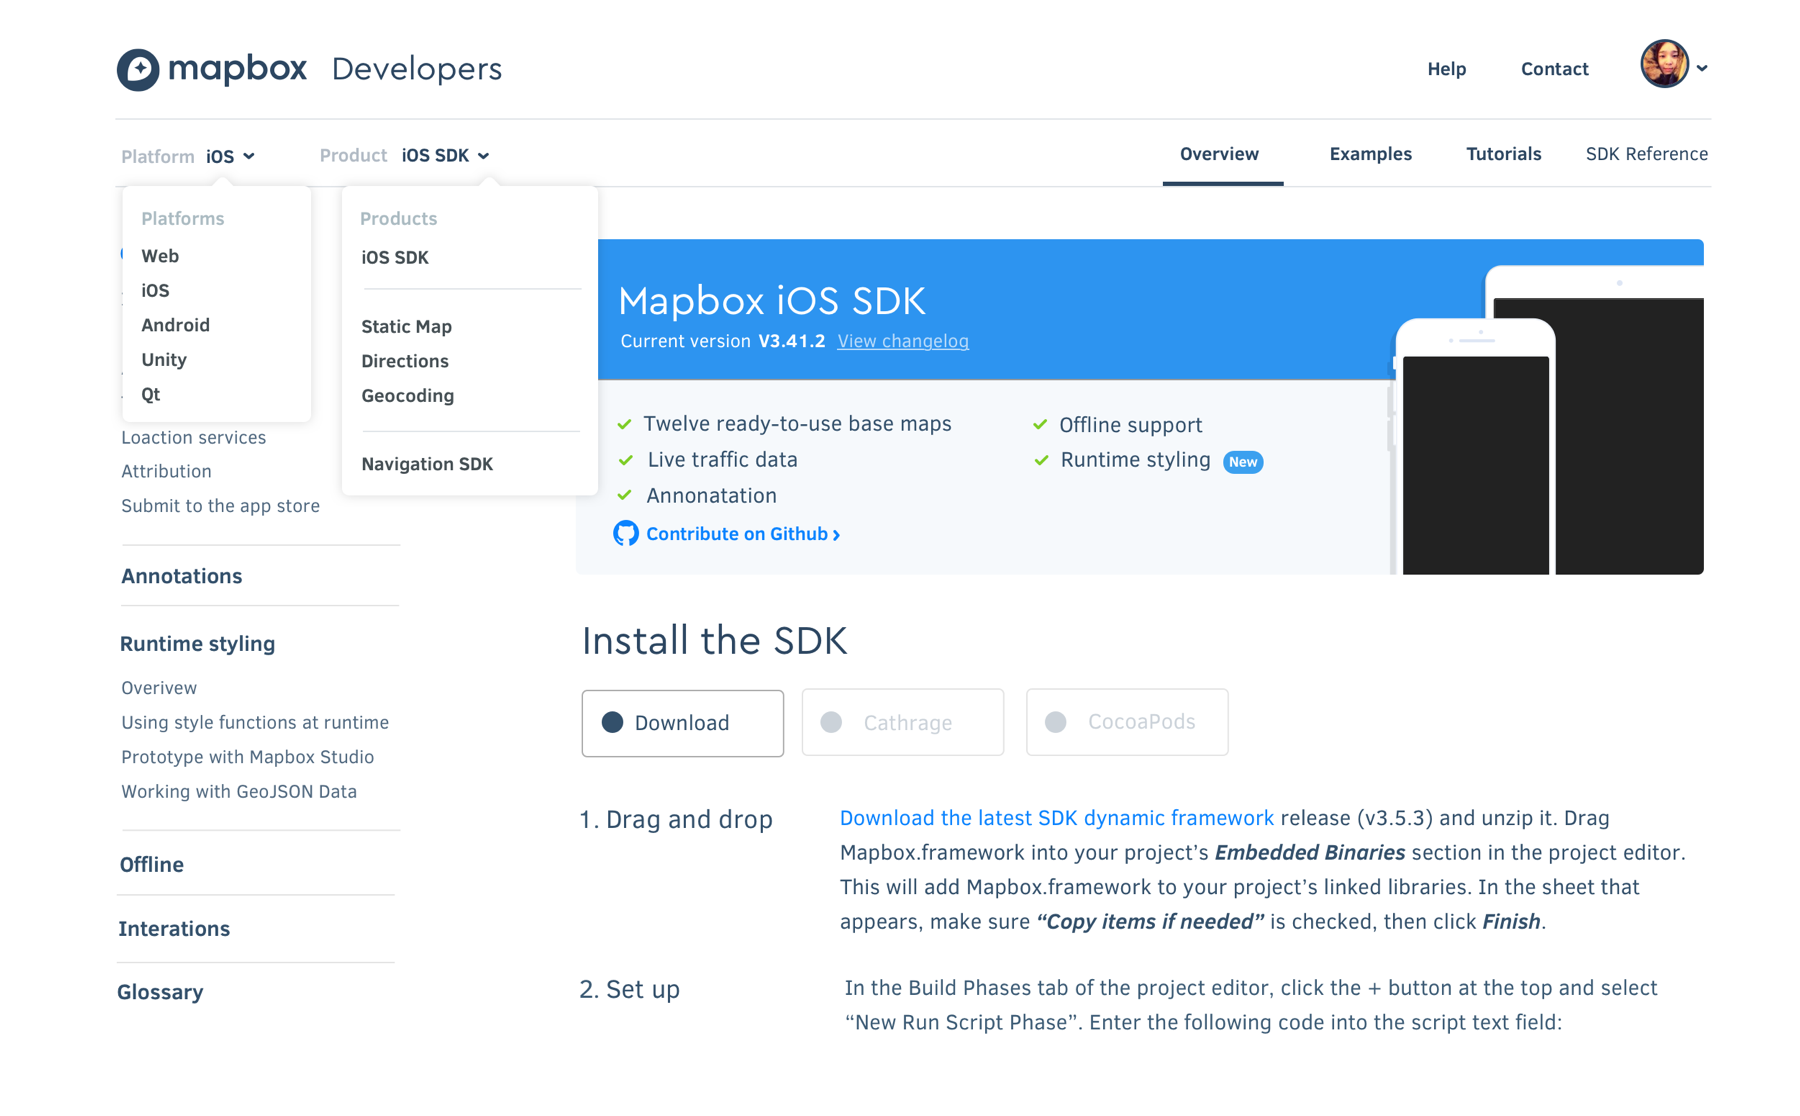 mapbox Developers
Help Contact
Platform iOS Product iOS SDK
Overview Examples Tutorials SDK Reference
Platforms
Web
iOS
Android
Unity
Qt
Products
iOS SDK
Static Map
Directions
Geocoding
Navigation SDK
Loaction services
Attribution
Submit to the app store
Annotations
Runtime styling
Overivew
Using style functions at runtime
Prototype with Mapbox Studio
Working with GeoJSON Data
Offline
Interations
Glossary
Mapbox iOS SDK
Current version V3.41.2 View changelog
Twelve ready-to-use base maps
Live traffic data
Annonatation
Offline support
Runtime styling New
Contribute on Github ›
Install the SDK
Download Cathrage CocoaPods
1. Drag and drop
Download the latest SDK dynamic framework release (v3.5.3) and unzip it. Drag
Mapbox.framework into your project’s Embedded Binaries section in the project editor.
This will add Mapbox.framework to your project’s linked libraries. In the sheet that
appears, make sure “Copy items if needed” is checked, then click Finish.
2. Set up
In the Build Phases tab of the project editor, click the + button at the top and select
“New Run Script Phase”. Enter the following code into the script text field: